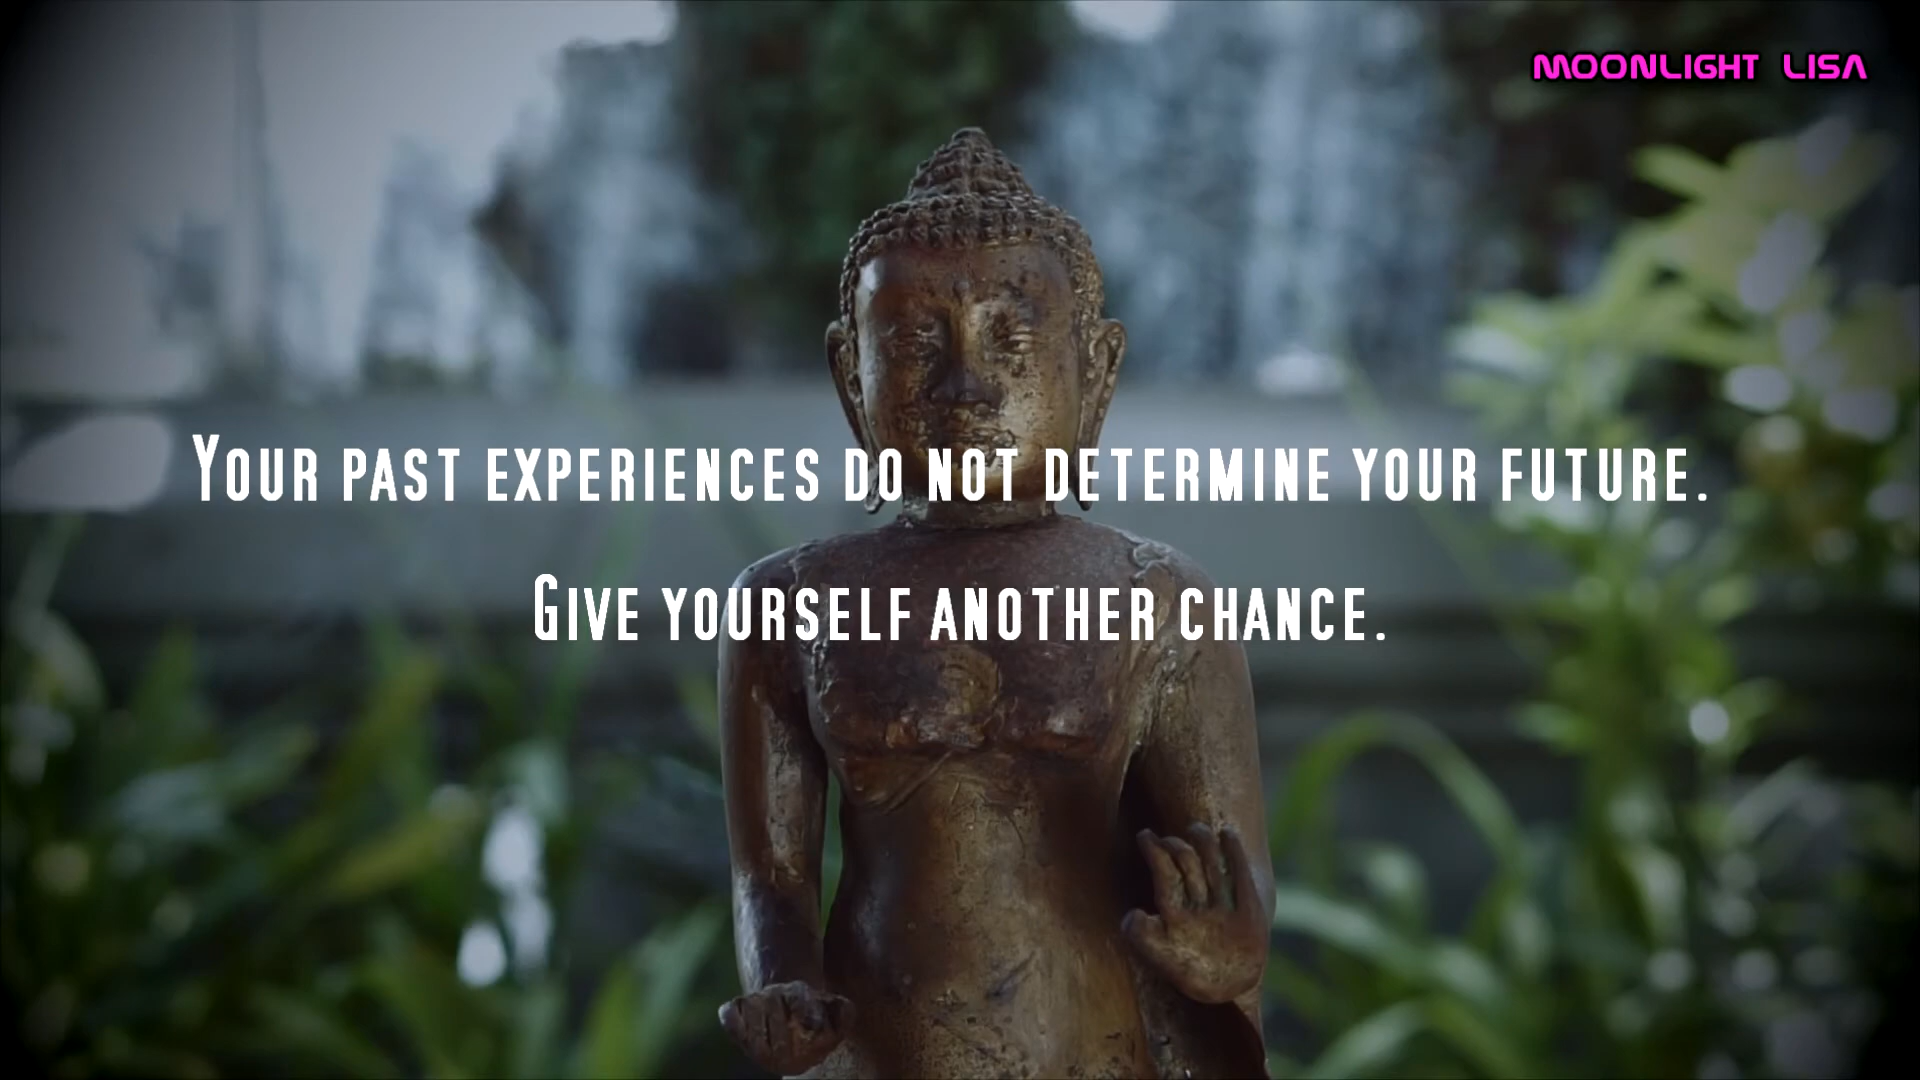 MOONLIGHT LISA
Your past experiences do not determine your future.
Give yourself another chance.